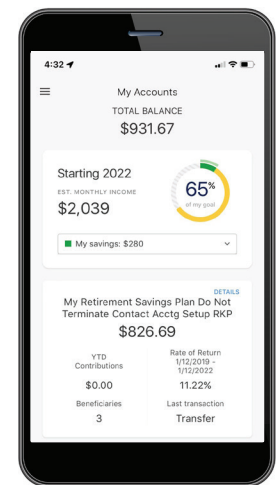 4:32
My Accounts
TOTAL BALANCE
$931.67
Starting 2022
EST. MONTHLY INCOME
$2,039
65%
of my goal
My savings: $280
DETAILS
My Retirement Savings Plan Do Not
Terminate Contact Acctg Setup RKP
$826.69
YTD
Contributions
$0.00
Rate of Return
1/12/2019 -
1/12/2022
11.22%
Beneficiaries
3
Last transaction
Transfer